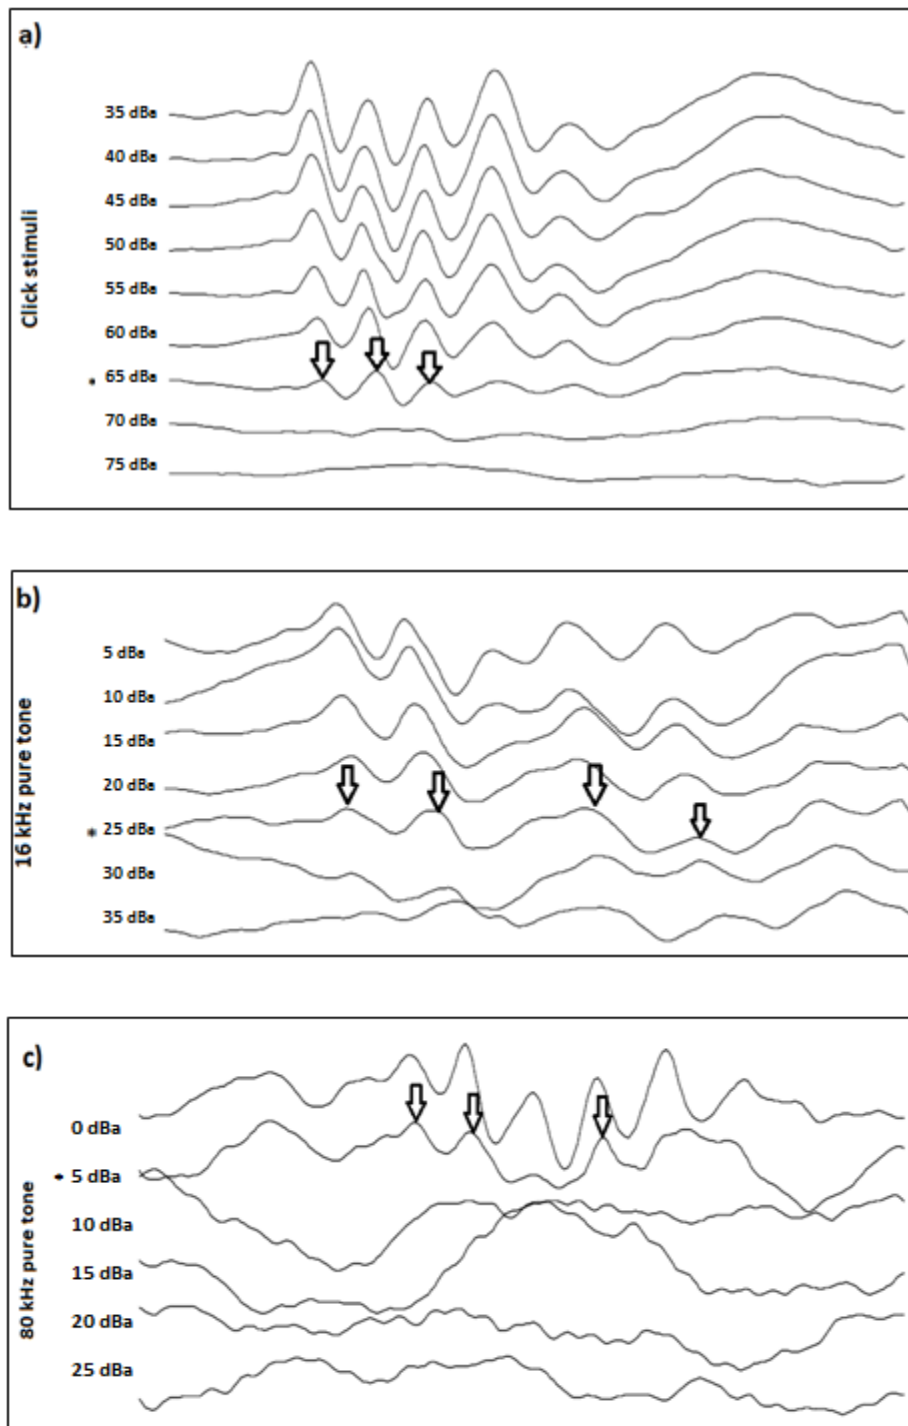 a)
Click stimuli
35 dBa
40 dBa
45 dBa
50 dBa
55 dBa
60 dBa
* 65 dBa
70 dBa
75 dBa
b)
16 kHz pure tone
5 dBa
10 dBa
15 dBa
20 dBa
* 25 dBa
30 dBa
35 dBa
c)
80 kHz pure tone
0 dBa
* 5 dBa
10 dBa
15 dBa
20 dBa
25 dBa